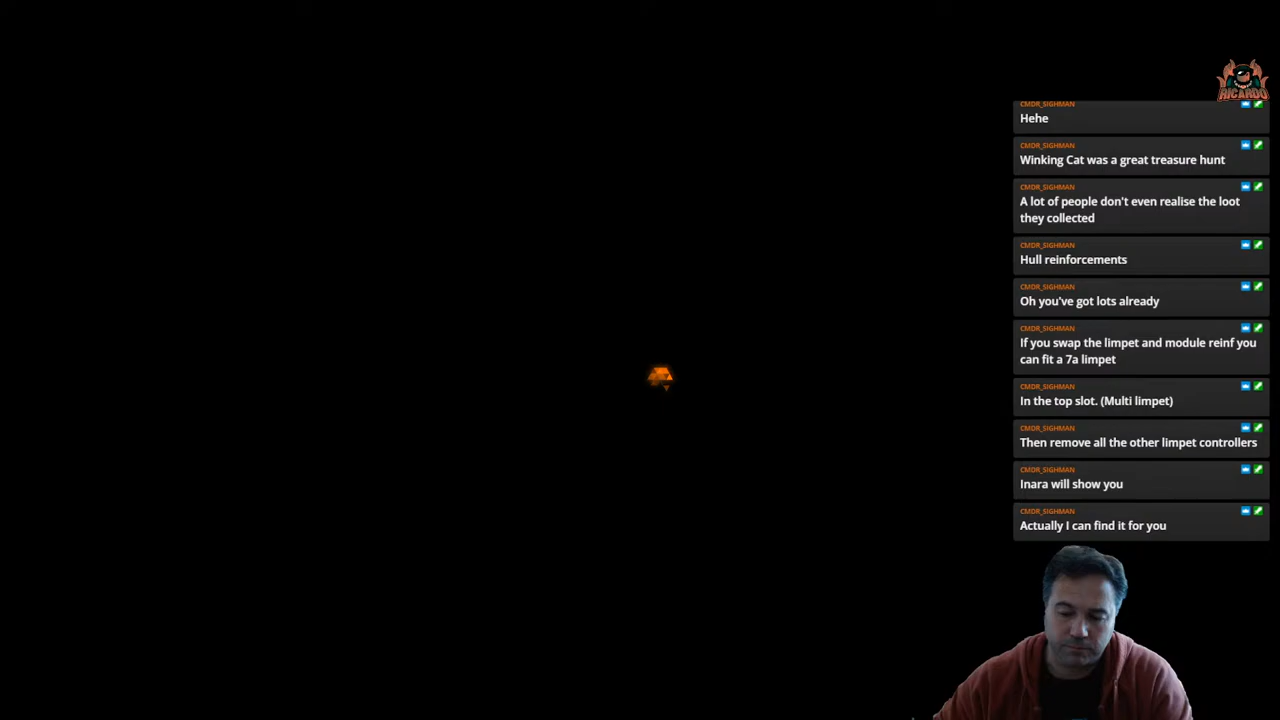 RICARDO
CMDR_SIGHMAN
Hehe
CMDR_SIGHMAN
Winking Cat was a great treasure hunt
CMDR_SIGHMAN
A lot of people don't even realise the loot
they collected
CMDR_SIGHMAN
Hull reinforcements
CMDR_SIGHMAN
Oh you've got lots already
CMDR_SIGHMAN
If you swap the limpet and module reinf you
can fit a 7a limpet
CMDR_SIGHMAN
In the top slot. (Multi limpet)
CMDR_SIGHMAN
Then remove all the other limpet controllers
CMDR_SIGHMAN
Inara will show you
CMDR_SIGHMAN
Actually I can find it for you